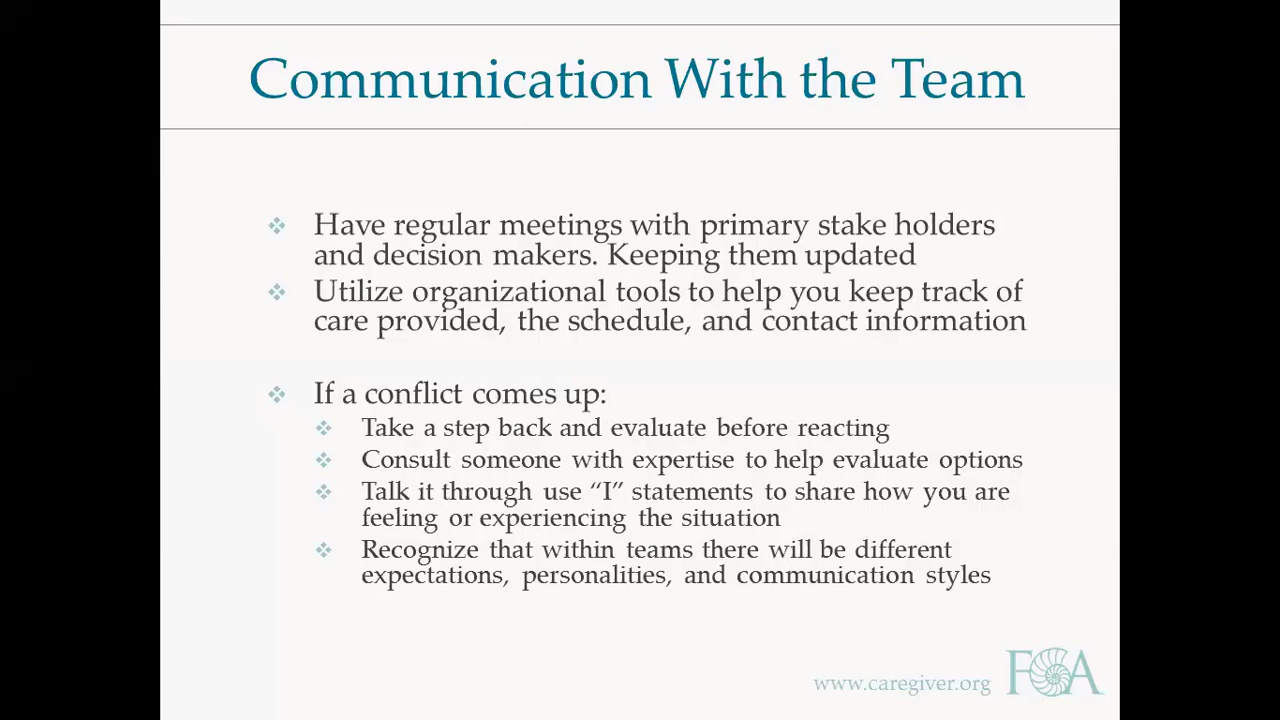 Communication With the Team
Have regular meetings with primary stake holders
and decision makers. Keeping them updated
Utilize organizational tools to help you keep track of
care provided, the schedule, and contact information
If a conflict comes up:
Take a step back and evaluate before reacting
Consult someone with expertise to help evaluate options
Talk it through use “I” statements to share how you are
feeling or experiencing the situation
Recognize that within teams there will be different
expectations, personalities, and communication styles
www.caregiver.org
FCA